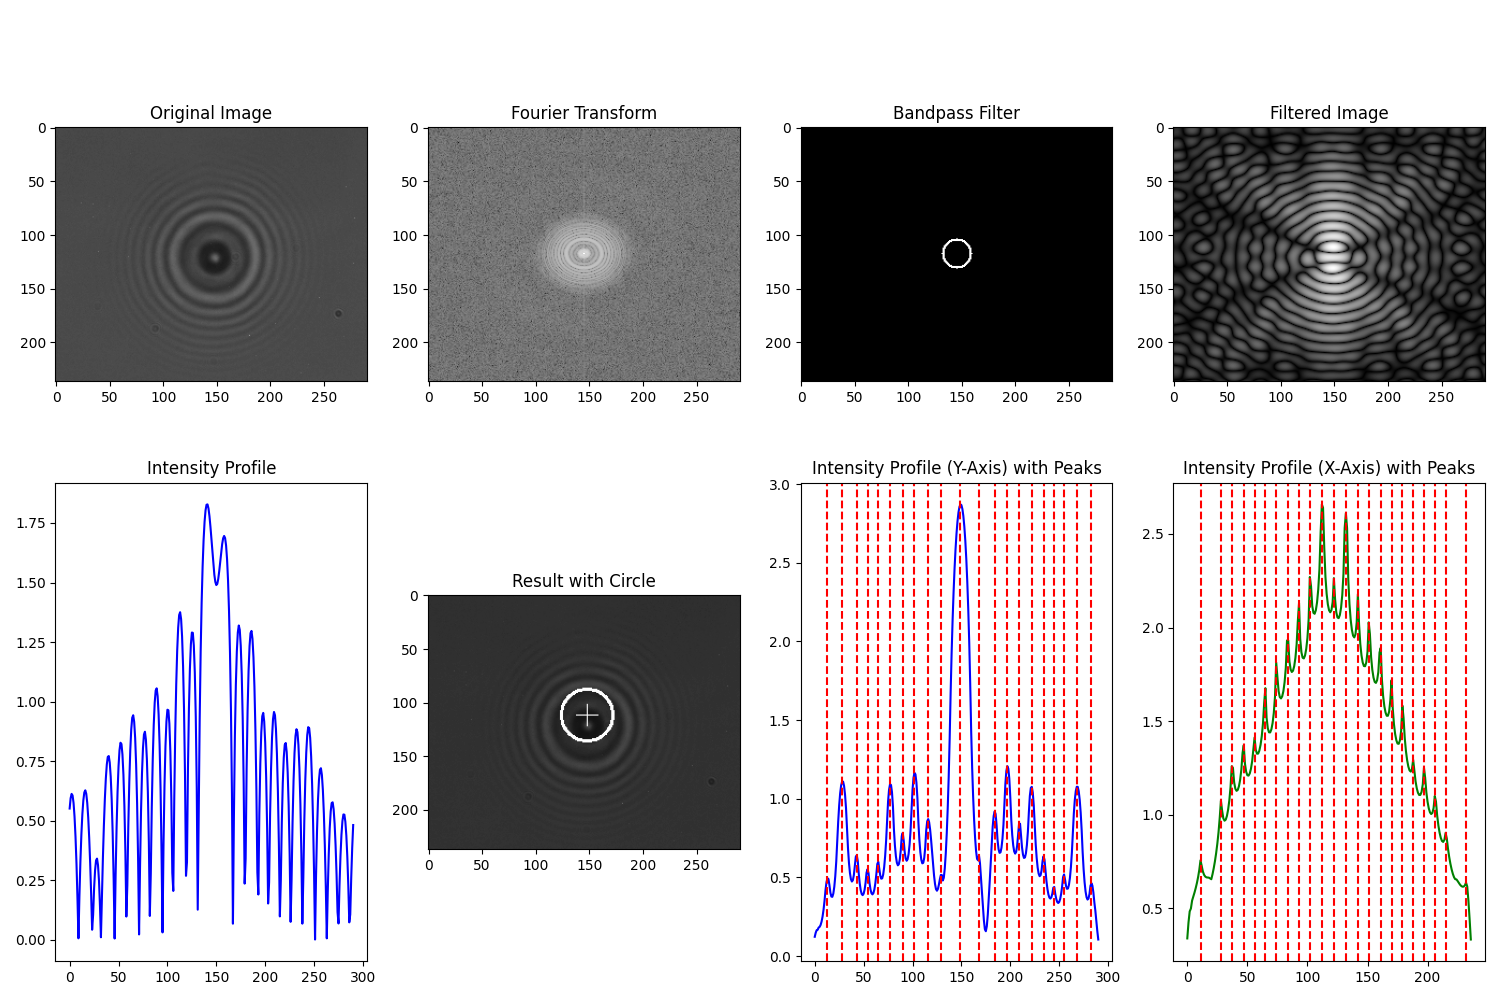 Original Image
Fourier Transform
Bandpass Filter
Filtered Image
0
50
100
150
200
0 50 100 150 200 250
0
50
100
150
200
0 50 100 150 200 250
0
50
100
150
200
0 50 100 150 200 250
0
50
100
150
200
0 50 100 150 200 250
Intensity Profile
1.75
1.50
1.25
1.00
0.75
0.50
0.25
0.00
0 50 100 150 200 250 300
Result with Circle
0
50
100
150
200
0 50 100 150 200 250
Intensity Profile (Y-Axis) with Peaks
3.0
2.5
2.0
1.5
1.0
0.5
0.0
0 50 100 150 200 250 300
Intensity Profile (X-Axis) with Peaks
2.5
2.0
1.5
1.0
0.5
0 50 100 150 200